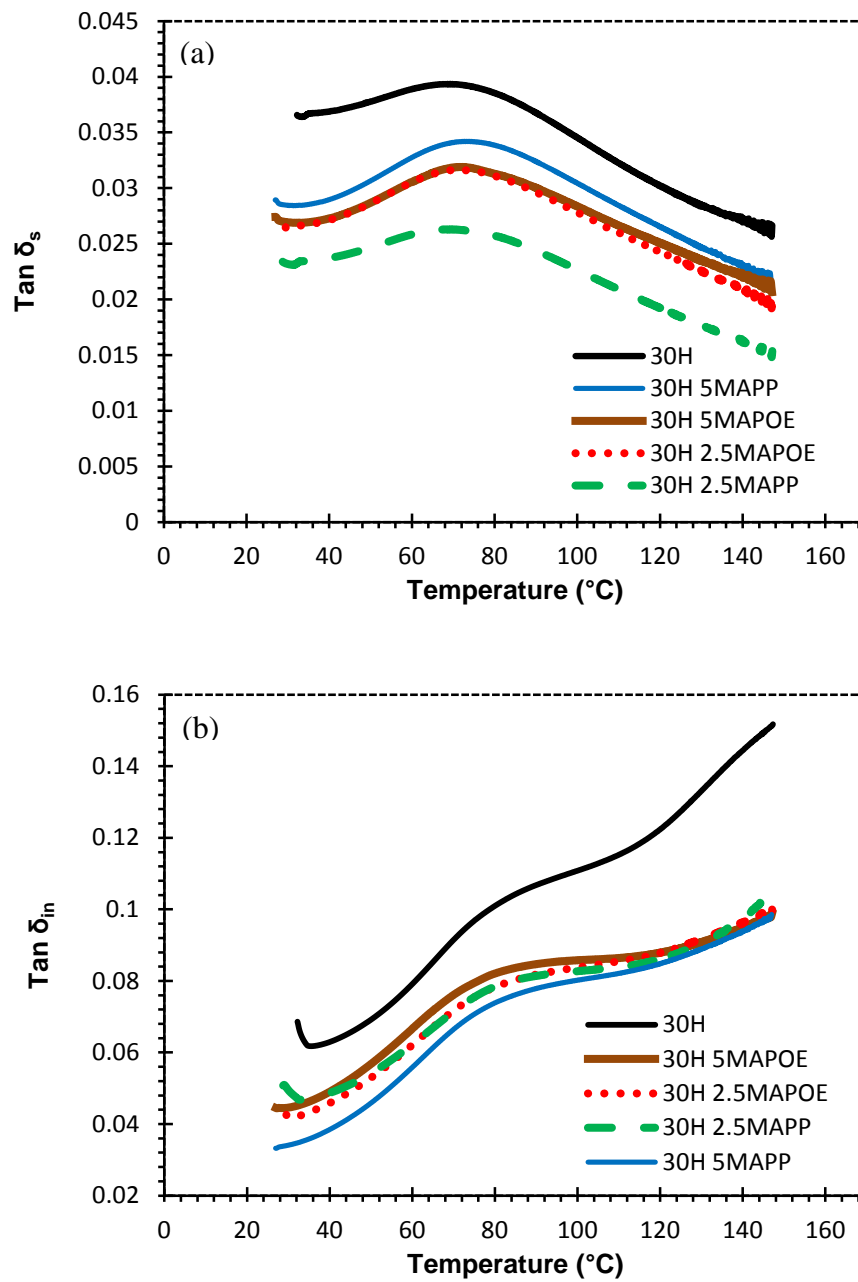 (a)
0.045
0.04
0.035
0.03
0.025
0.02
0.015
0.01
0.005
0
Tan δs
30H
30H 5MAPP
30H 5MAPOE
30H 2.5MAPOE
30H 2.5MAPP
0 20 40 60 80 100 120 140 160
Temperature (°C)
(b)
0.16
0.14
0.12
0.1
0.08
0.06
0.04
0.02
Tan δin
30H
30H 5MAPOE
30H 2.5MAPOE
30H 2.5MAPP
30H 5MAPP
0 20 40 60 80 100 120 140 160
Temperature (°C)